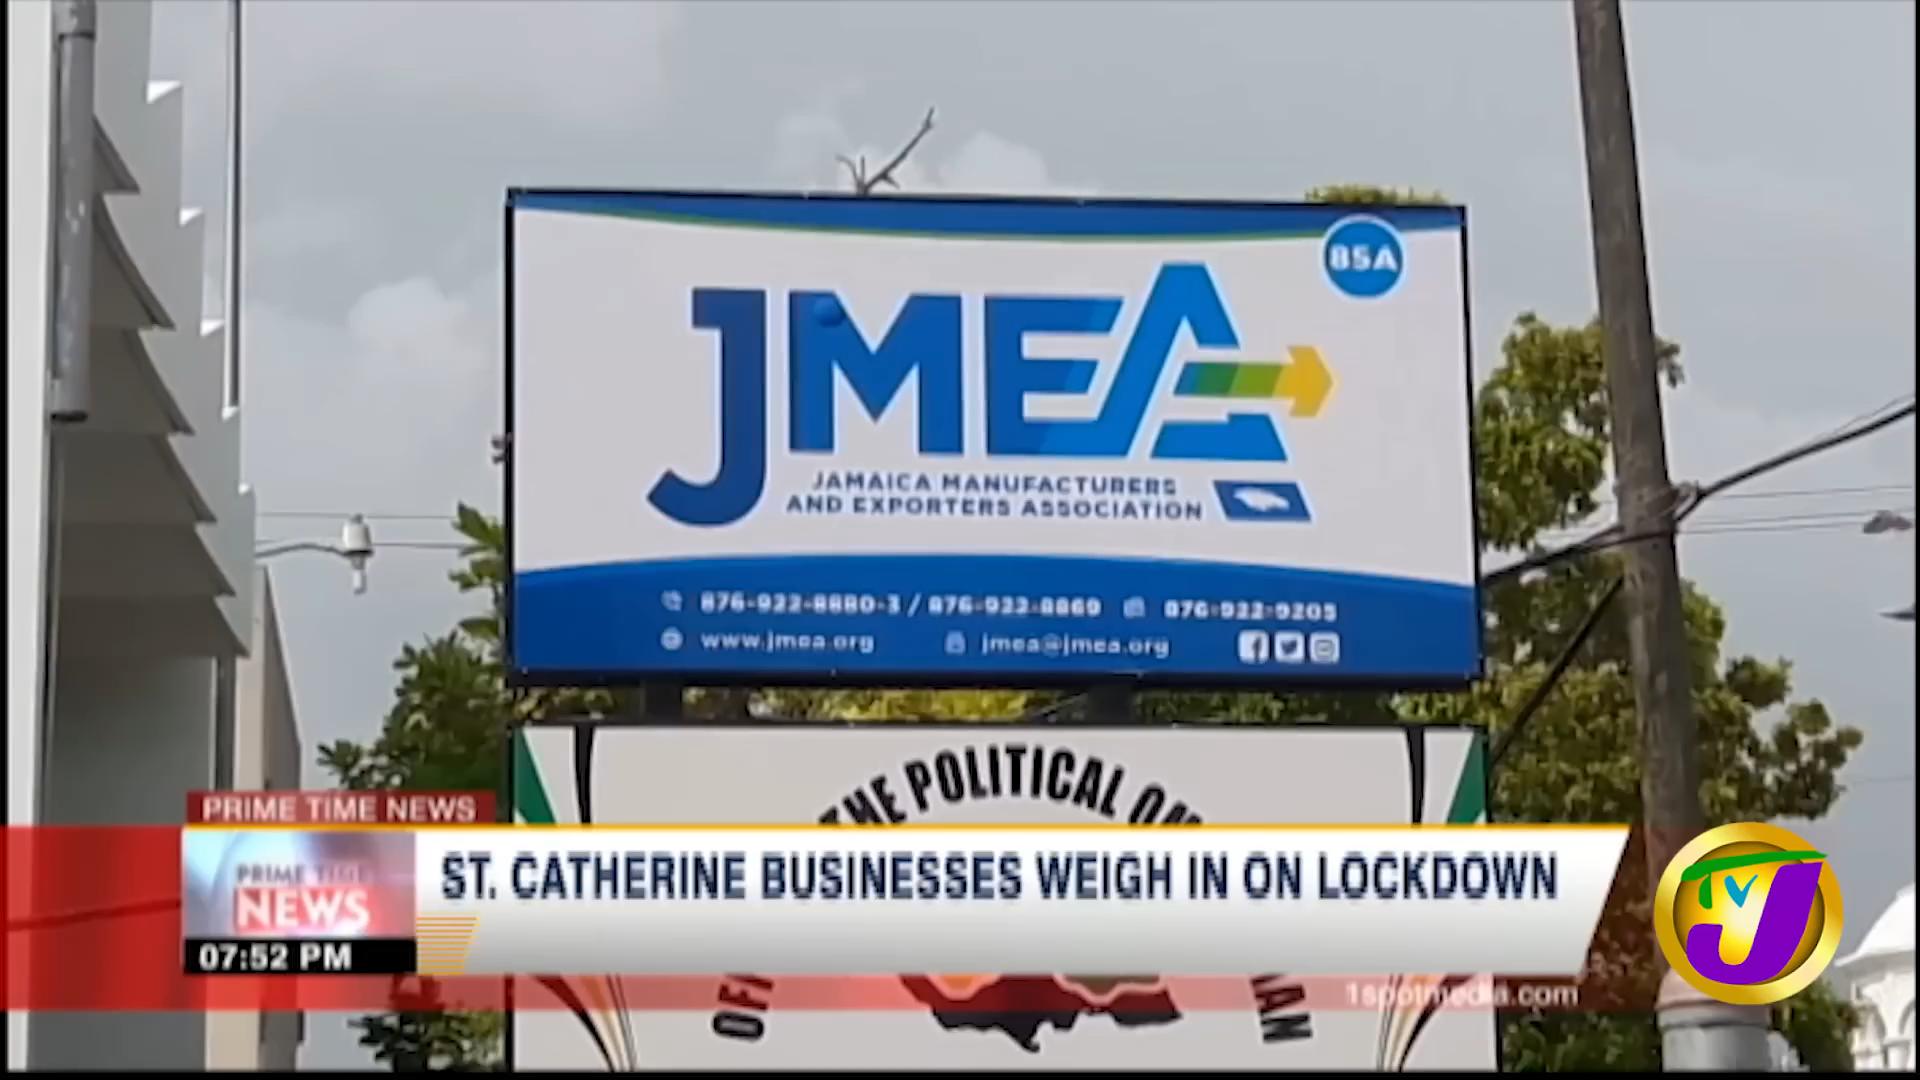 85A
JMEA
JAMAICA MANUFACTURERS
AND EXPORTERS ASSOCIATION
876-922-8880-3 / 876-922-8869 876-922-9205
www.jmea.org jmea@jmea.org
THE POLITICAL
PRIME TIME NEWS
PRIME TIME
NEWS
ST. CATHERINE BUSINESSES WEIGH IN ON LOCKDOWN
07:52 PM
TVJ
1spotmedia.com